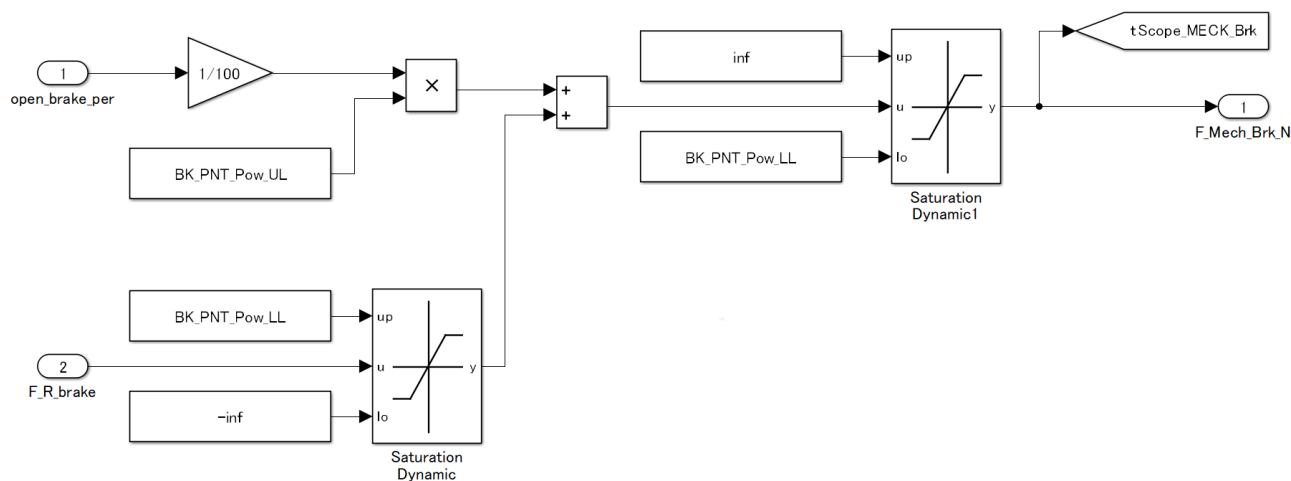 1
open_brake_per
1/100
×
BK_PNT_Pow_UL
+
+
inf
up
u
y
lo
BK_PNT_Pow_LL
Saturation
Dynamic1
tScope_MECK_Brk
1
F_Mech_Brk_N
BK_PNT_Pow_LL
2
F_R_brake
-inf
up
u
y
lo
Saturation
Dynamic